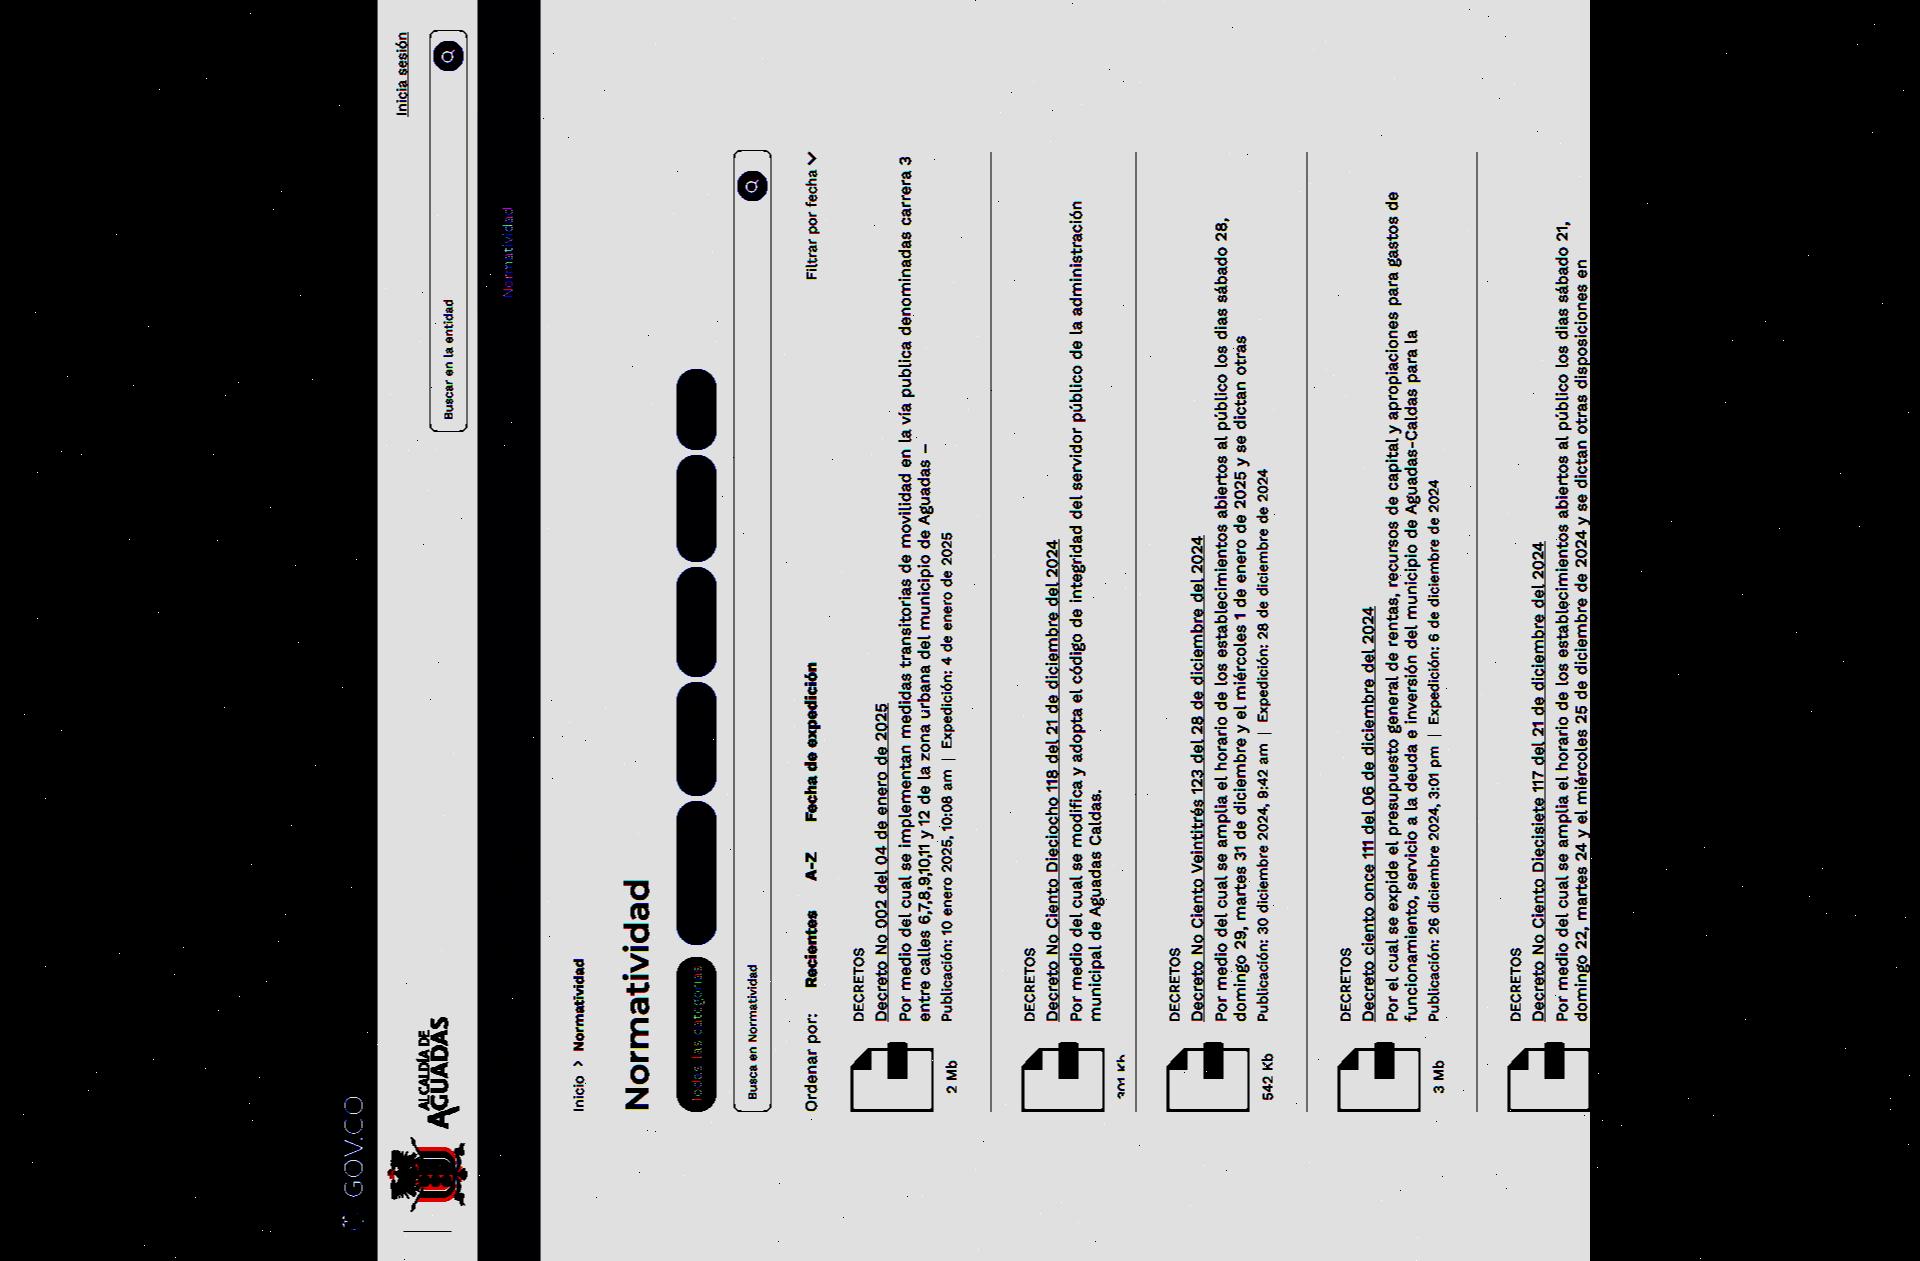 GOV.CO
Inicia sesión
ALCALDÍA DE
AGUADAS
Buscar en la entidad
Normatividad
Inicio > Normatividad
Normatividad
Todas las categorías
Busca en Normatividad
Ordenar por: Recientes A-Z Fecha de expedición Filtrar por fecha
DECRETOS
Decreto No 002 del 04 de enero de 2025
Por medio del cual se implementan medidas transitorias de movilidad en la vía publica denominadas carrera 3
entre calles 6,7,8,9,10,11 y 12 de la zona urbana del municipio de Aguadas –
Publicación: 10 enero 2025, 10:08 am | Expedición: 4 de enero de 2025
2 Mb
DECRETOS
Decreto No Ciento Dieciocho 118 del 21 de diciembre del 2024
Por medio del cual se modifica y adopta el código de integridad del servidor público de la administración
municipal de Aguadas Caldas.
301 Kb
DECRETOS
Decreto No Ciento Veintitrés 123 del 28 de diciembre del 2024
Por medio del cual se amplia el horario de los establecimientos abiertos al público los días sábado 28,
domingo 29, martes 31 de diciembre y el miércoles 1 de enero de 2025 y se dictan otras
Publicación: 30 diciembre 2024, 9:42 am | Expedición: 28 de diciembre de 2024
542 Kb
DECRETOS
Decreto ciento once 111 del 06 de diciembre del 2024
Por el cual se expide el presupuesto general de rentas, recursos de capital y apropiaciones para gastos de
funcionamiento, servicio a la deuda e inversión del municipio de Aguadas-Caldas para la
Publicación: 26 diciembre 2024, 3:01 pm | Expedición: 6 de diciembre de 2024
3 Mb
DECRETOS
Decreto No Ciento Diecisiete 117 del 21 de diciembre del 2024
Por medio del cual se amplia el horario de los establecimientos abiertos al público los días sábado 21,
domingo 22, martes 24 y el miércoles 25 de diciembre de 2024 y se dictan otras disposiciones en